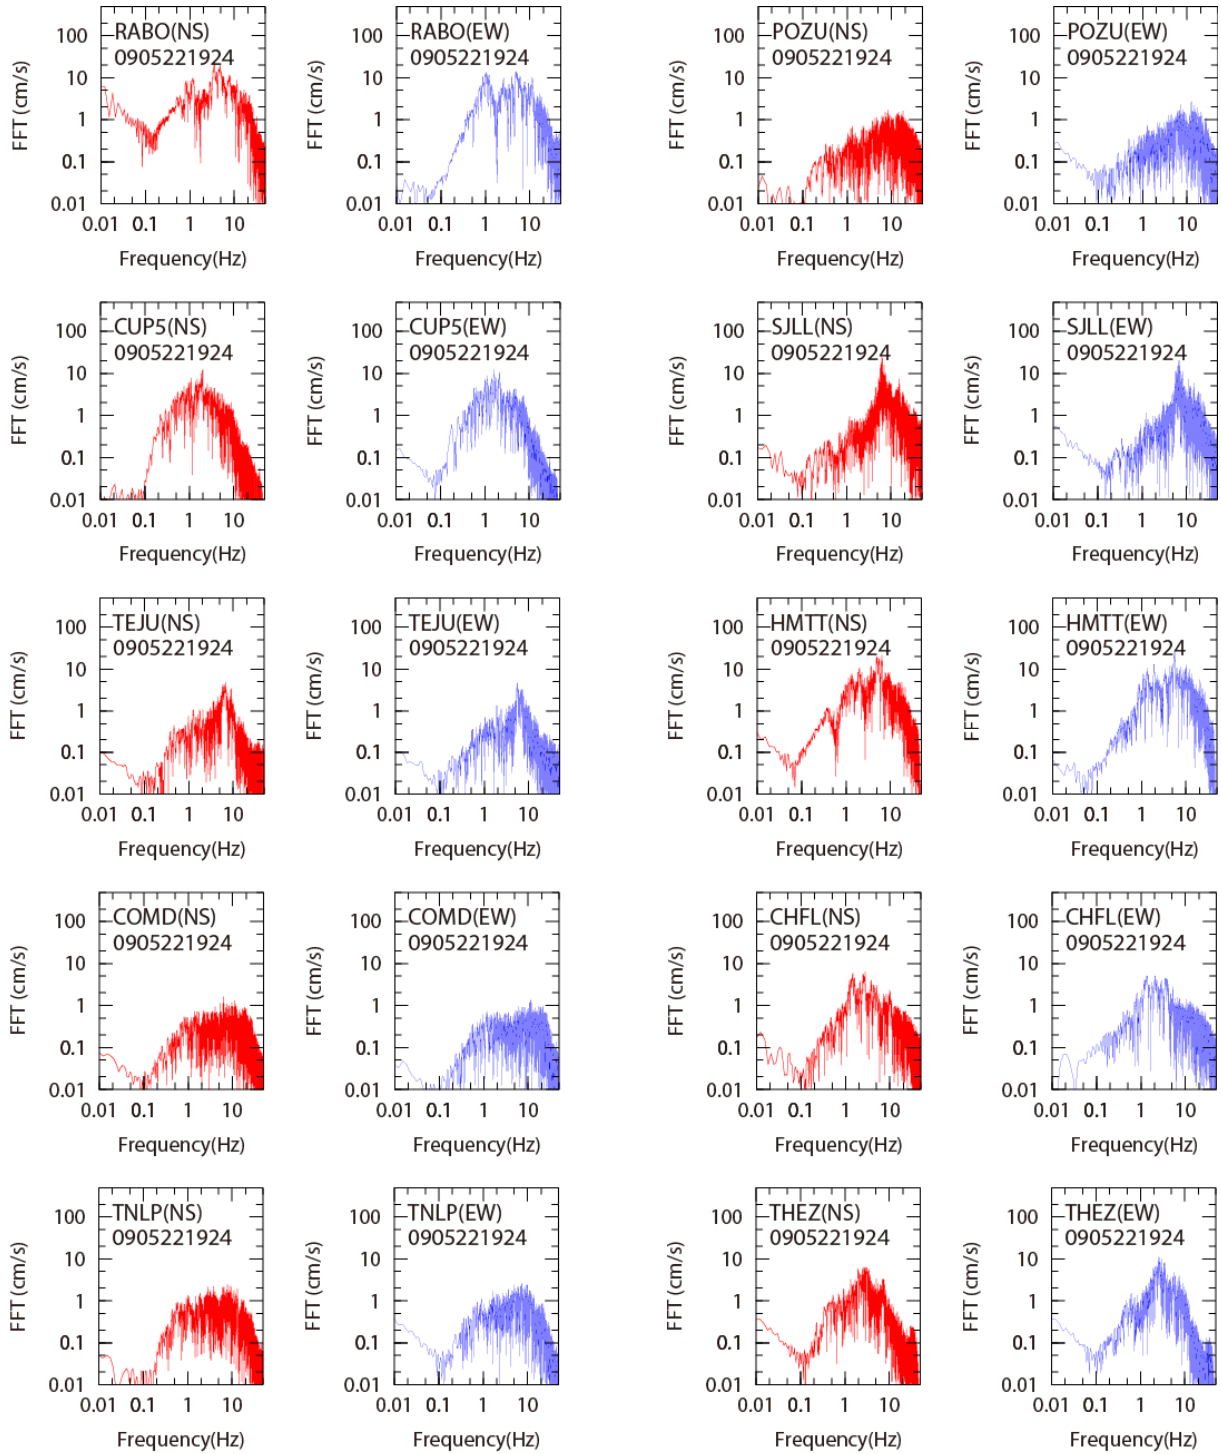 RABO(NS)
0905221924
FFT (cm/s)
100
10
1
0.1
0.01
0.01 0.1 1 10
Frequency(Hz)
RABO(EW)
0905221924
FFT (cm/s)
100
10
1
0.1
0.01
0.01 0.1 1 10
Frequency(Hz)
POZU(NS)
0905221924
FFT (cm/s)
100
10
1
0.1
0.01
0.01 0.1 1 10
Frequency(Hz)
POZU(EW)
0905221924
FFT (cm/s)
100
10
1
0.1
0.01
0.01 0.1 1 10
Frequency(Hz)
CUP5(NS)
0905221924
FFT (cm/s)
100
10
1
0.1
0.01
0.01 0.1 1 10
Frequency(Hz)
CUP5(EW)
0905221924
FFT (cm/s)
100
10
1
0.1
0.01
0.01 0.1 1 10
Frequency(Hz)
SJLL(NS)
0905221924
FFT (cm/s)
100
10
1
0.1
0.01
0.01 0.1 1 10
Frequency(Hz)
SJLL(EW)
0905221924
FFT (cm/s)
100
10
1
0.1
0.01
0.01 0.1 1 10
Frequency(Hz)
TEJU(NS)
0905221924
FFT (cm/s)
100
10
1
0.1
0.01
0.01 0.1 1 10
Frequency(Hz)
TEJU(EW)
0905221924
FFT (cm/s)
100
10
1
0.1
0.01
0.01 0.1 1 10
Frequency(Hz)
HMTT(NS)
0905221924
FFT (cm/s)
100
10
1
0.1
0.01
0.01 0.1 1 10
Frequency(Hz)
HMTT(EW)
0905221924
FFT (cm/s)
100
10
1
0.1
0.01
0.01 0.1 1 10
Frequency(Hz)
COMD(NS)
0905221924
FFT (cm/s)
100
10
1
0.1
0.01
0.01 0.1 1 10
Frequency(Hz)
COMD(EW)
0905221924
FFT (cm/s)
100
10
1
0.1
0.01
0.01 0.1 1 10
Frequency(Hz)
CHFL(NS)
0905221924
FFT (cm/s)
100
10
1
0.1
0.01
0.01 0.1 1 10
Frequency(Hz)
CHFL(EW)
0905221924
FFT (cm/s)
100
10
1
0.1
0.01
0.01 0.1 1 10
Frequency(Hz)
TNLP(NS)
0905221924
FFT (cm/s)
100
10
1
0.1
0.01
0.01 0.1 1 10
Frequency(Hz)
TNLP(EW)
0905221924
FFT (cm/s)
100
10
1
0.1
0.01
0.01 0.1 1 10
Frequency(Hz)
THEZ(NS)
0905221924
FFT (cm/s)
100
10
1
0.1
0.01
0.01 0.1 1 10
Frequency(Hz)
THEZ(EW)
0905221924
FFT (cm/s)
100
10
1
0.1
0.01
0.01 0.1 1 10
Frequency(Hz)